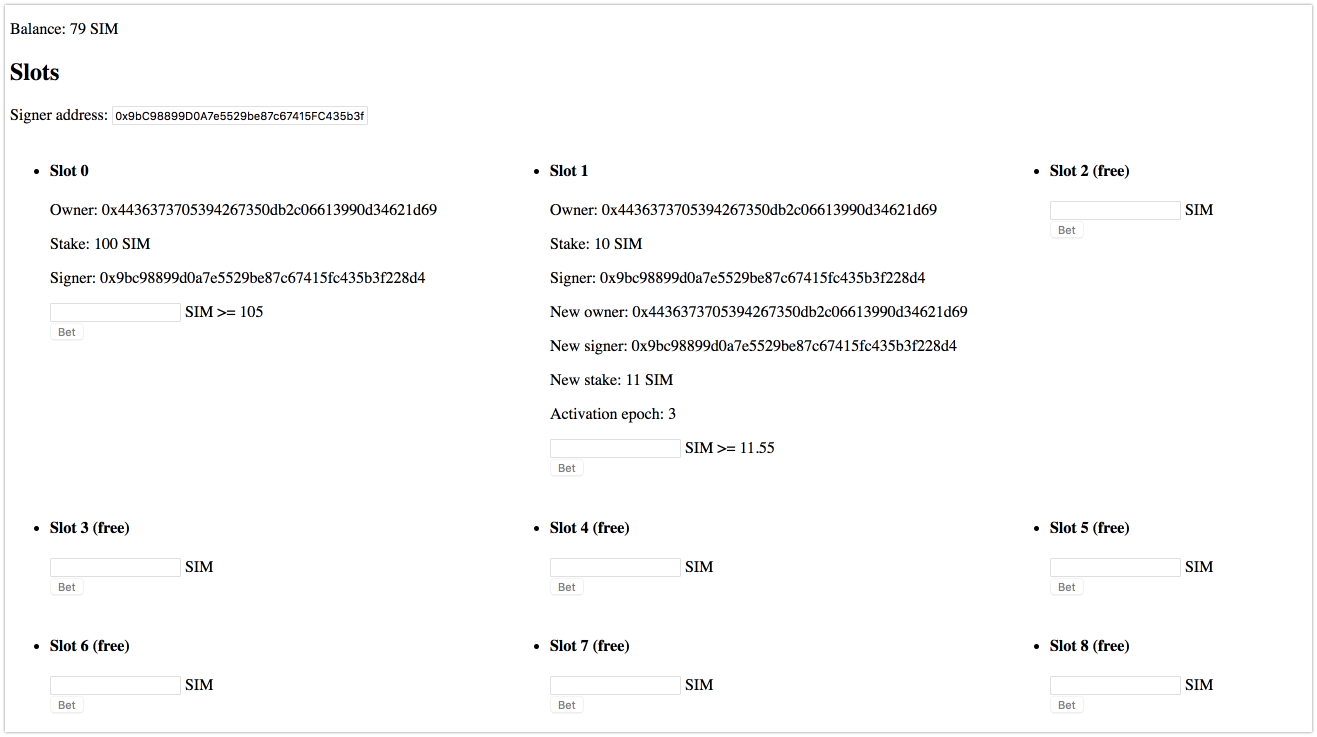 Balance: 79 SIM
Slots
Signer address: 0x9bC98899D0A7e5529be87c67415FC435b3f
Slot 0
Owner: 0x4436373705394267350db2c06613990d34621d69
Stake: 100 SIM
Signer: 0x9bc98899d0a7e5529be87c67415fc435b3f228d4
SIM >= 105
Bet
Slot 1
Owner: 0x4436373705394267350db2c06613990d34621d69
Stake: 10 SIM
Signer: 0x9bc98899d0a7e5529be87c67415fc435b3f228d4
New owner: 0x4436373705394267350db2c06613990d34621d69
New signer: 0x9bc98899d0a7e5529be87c67415fc435b3f228d4
New stake: 11 SIM
Activation epoch: 3
SIM >= 11.55
Bet
Slot 2 (free)
SIM
Bet
Slot 3 (free)
SIM
Bet
Slot 4 (free)
SIM
Bet
Slot 5 (free)
SIM
Bet
Slot 6 (free)
SIM
Bet
Slot 7 (free)
SIM
Bet
Slot 8 (free)
SIM
Bet